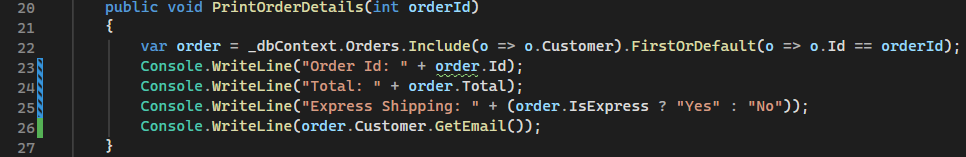 20 public void PrintOrderDetails(int orderId)
21 {
22 var order = _dbContext.Orders.Include(o => o.Customer).FirstOrDefault(o => o.Id == orderId);
23 Console.WriteLine("Order Id: " + order.Id);
24 Console.WriteLine("Total: " + order.Total);
25 Console.WriteLine("Express Shipping: " + (order.IsExpress ? "Yes" : "No"));
26 Console.WriteLine(order.Customer.GetEmail());
27 }